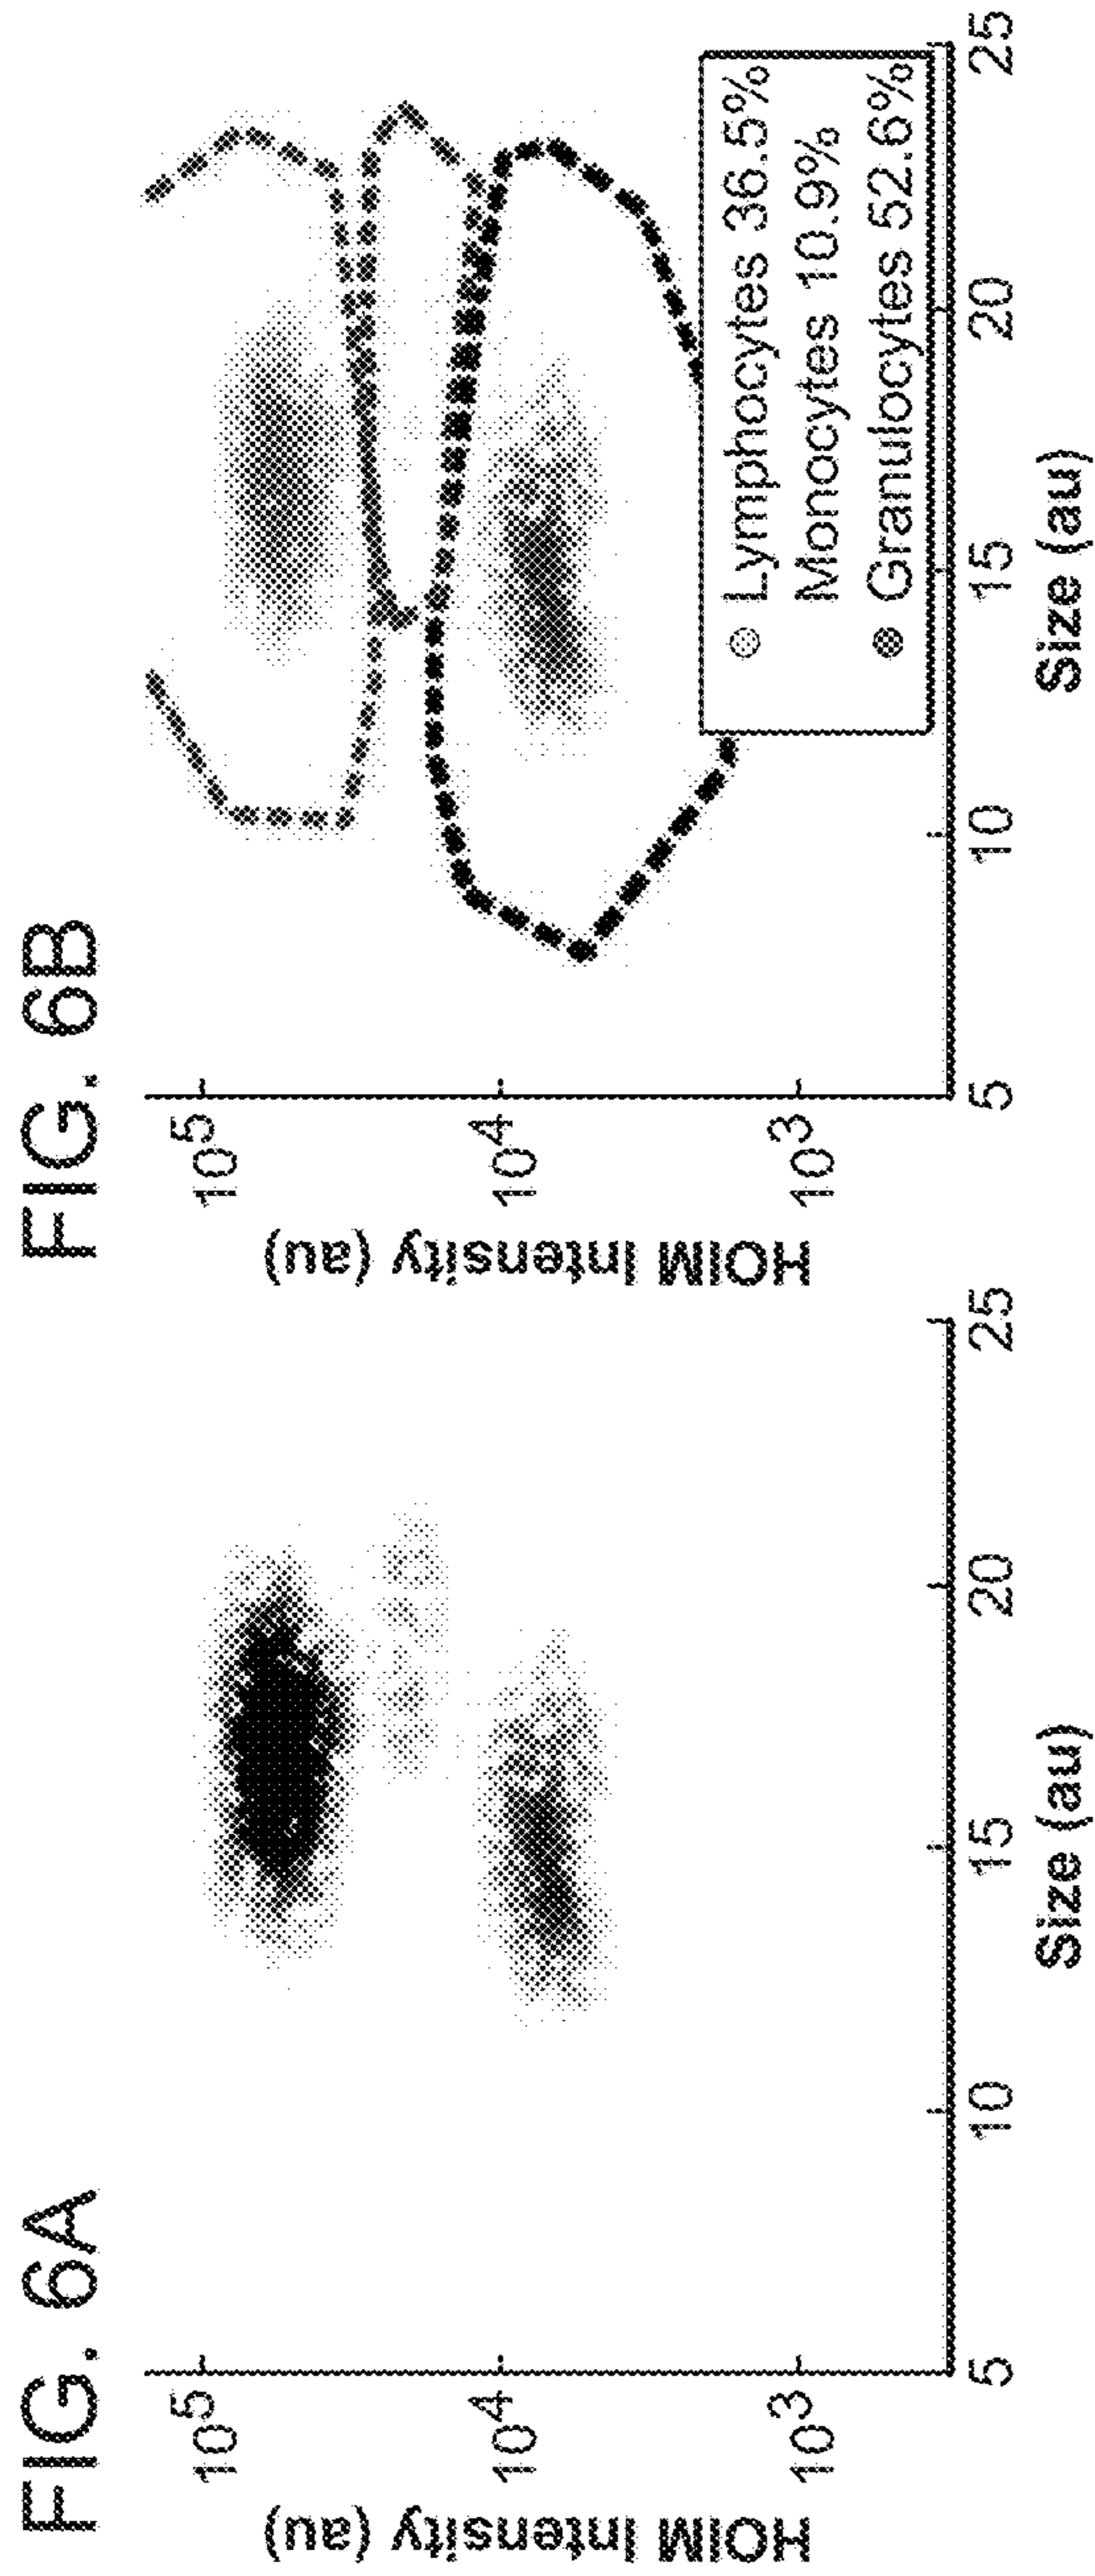 FIG. 6A
HOIM Intensity (au)
10^5
10^4
10^3
5
10
15
20
25
Size (au)
FIG. 6B
HOIM Intensity (au)
10^5
10^4
10^3
Lymphocytes 36.5%
Monocytes 10.9%
Granulocytes 52.6%
5
10
15
20
25
Size (au)